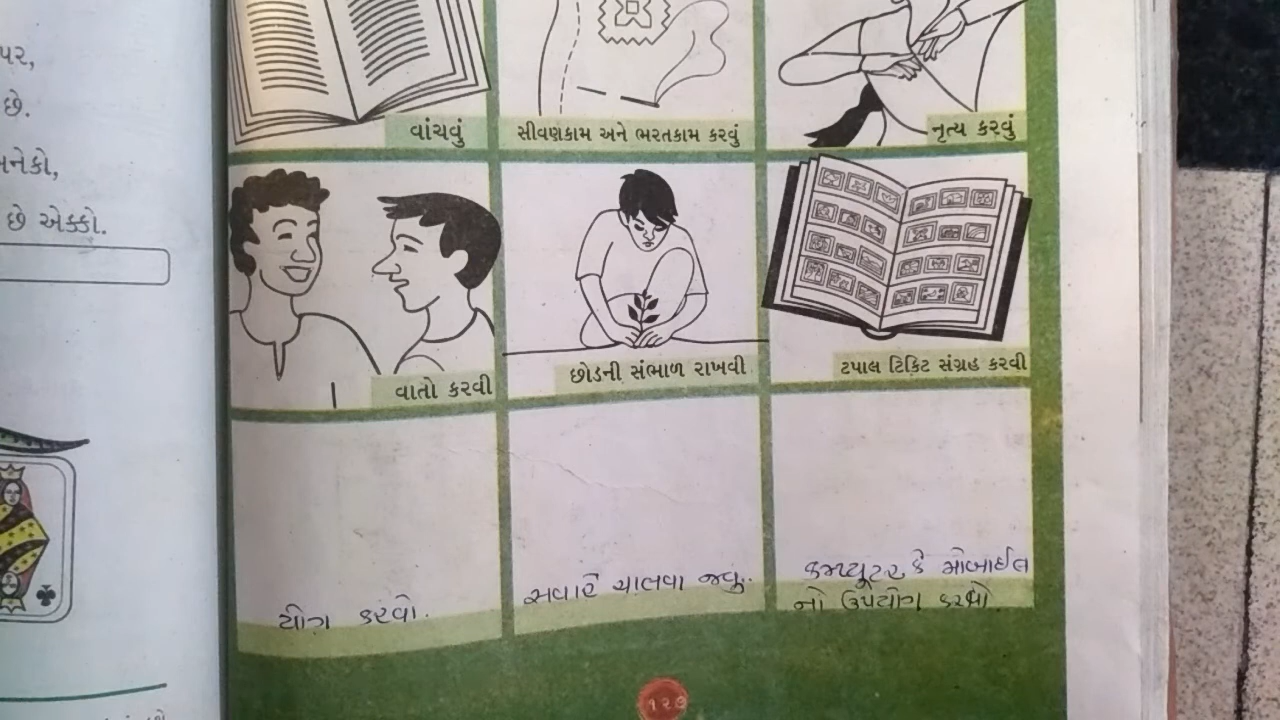 પર,
છે.
છે એક્કો.
વાંચવું
સીવણકામ અને ભરતકામ કરવું
નૃત્ય કરવું
વાતો કરવી
છોડની સંભાળ રાખવી
ટપાલ ટિકિટ સંગ્રહ કરવી
યોગ કરવો.
સવારે ચાલવા જવુ.
કમ્પ્યૂટર કે મોબાઈલ
નો ઉપયોગ કરવો.